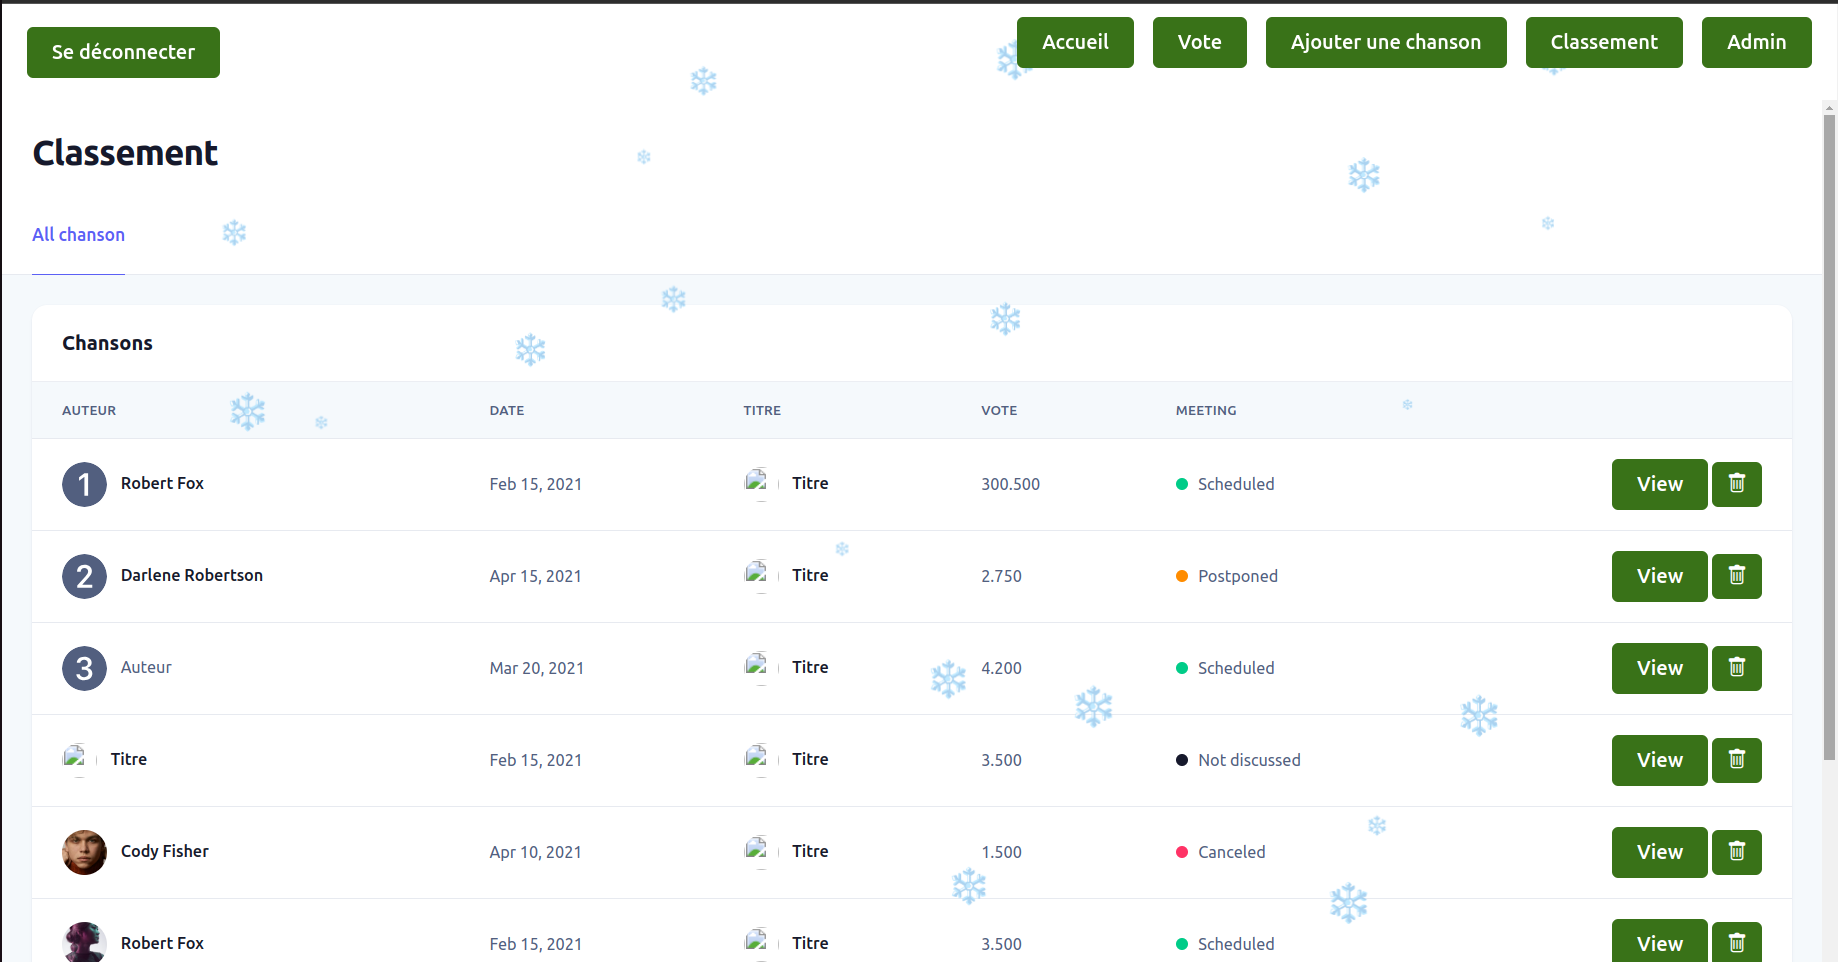 Se déconnecter Accueil Vote Ajouter une chanson Classement Admin
Classement
All chanson
Chansons
AUTEUR DATE TITRE VOTE MEETING
1 Robert Fox Feb 15, 2021 Titre 300.500 Scheduled View
2 Darlene Robertson Apr 15, 2021 Titre 2.750 Postponed View
3 Auteur Mar 20, 2021 Titre 4.200 Scheduled View
Titre Feb 15, 2021 Titre 3.500 Not discussed View
Cody Fisher Apr 10, 2021 Titre 1.500 Canceled View
Robert Fox Feb 15, 2021 Titre 3.500 Scheduled View